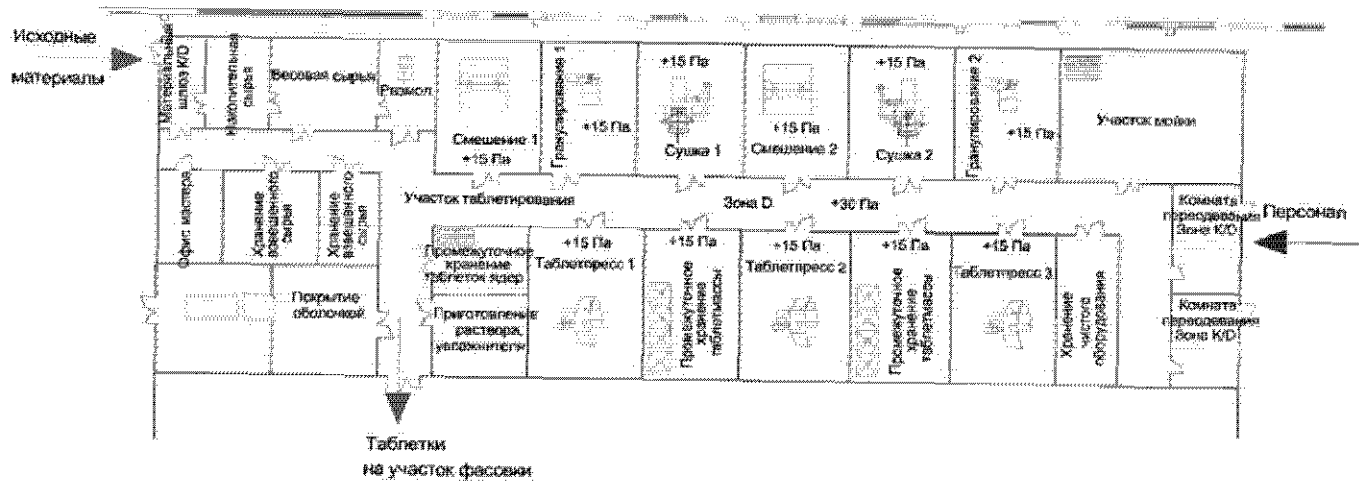 Исходные
материалы
Материальный
шлюз К/D
Накопительная
сырья
Весовая сырья
Размол
Смешение 1
+15 Па
Гранулирование 1
+15 Па
+15 Па
Сушка 1
+15 Па
Смешание 2
+15 Па
Сушка 2
Гранулирование 2
+15 Па
Участок мойки
Участок таблетирования
Зона D
+30 Па
Комната
переодевания
Зона К/D
Персонал
Офис мастера
Хранение
взвешенного
сырья
Хранение
взвешенного
сырья
Покрытие
оболочкой
Промежуточное
хранение
таблеток ядер
Приготовление
раствора,
увлажнителя
+15 Па
Таблетпресс 1
+15 Па
Промежуточное
хранение
таблетмассы
+15 Па
Таблетпресс 2
+15 Па
Промежуточное
хранение
таблетмассы
+15 Па
Таблетпресс 3
Хранение
чистого
оборудования
Комната
переодевания
Зона К/D
Таблетки
на участок фасовки